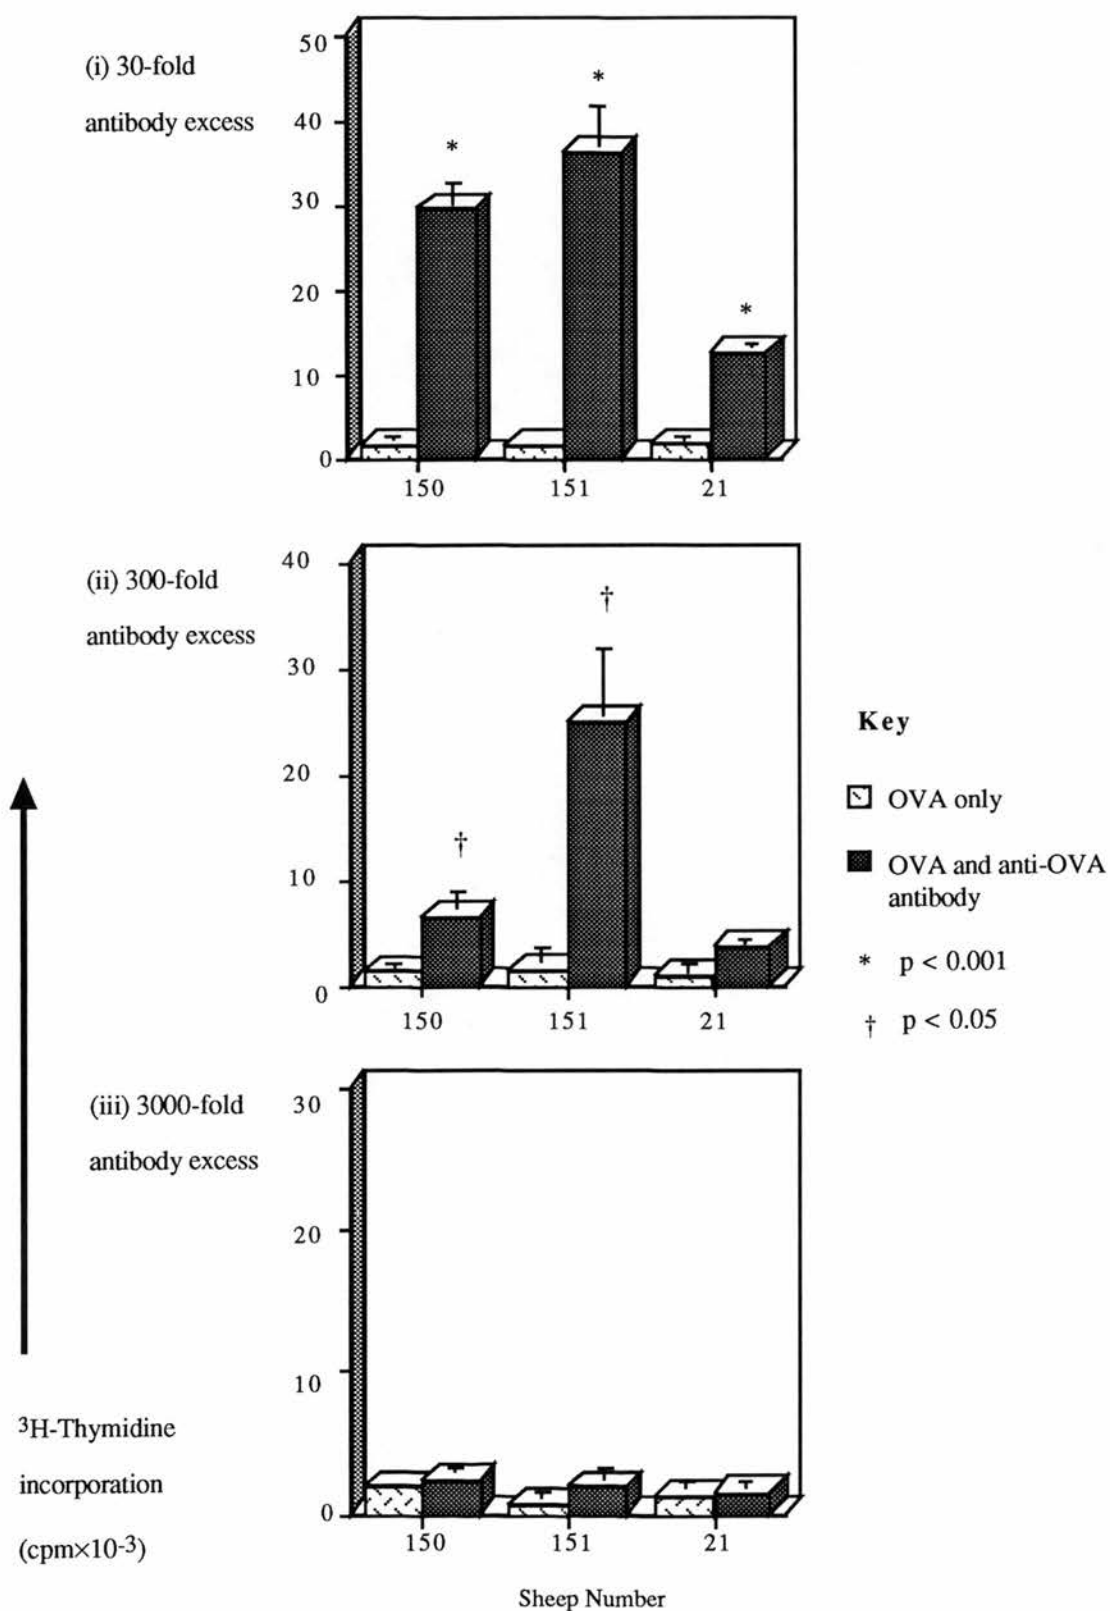 (i) 30-fold
antibody excess
50
40
30
20
10
0
*
*
*
150 151 21
(ii) 300-fold
antibody excess
40
30
20
10
0
†
†
150 151 21
Key
OVA only
OVA and anti-OVA
antibody
* p < 0.001
† p < 0.05
(iii) 3000-fold
antibody excess
30
20
10
0
150 151 21
³H-Thymidine
incorporation
(cpm×10⁻³)
Sheep Number